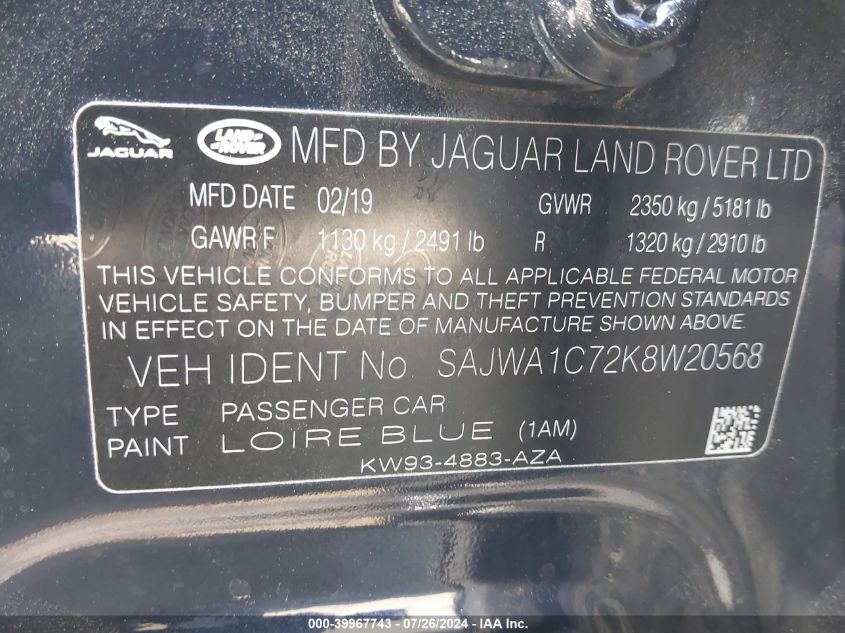 JAGUAR LAND ROVER MFD BY JAGUAR LAND ROVER LTD
MFD DATE 02/19 GVWR 2350 kg / 5181 lb
GAWR F 1130 kg / 2491 lb R 1320 kg / 2910 lb
THIS VEHICLE CONFORMS TO ALL APPLICABLE FEDERAL MOTOR
VEHICLE SAFETY, BUMPER AND THEFT PREVENTION STANDARDS
IN EFFECT ON THE DATE OF MANUFACTURE SHOWN ABOVE.
VEH IDENT No. SAJWA1C72K8W20568
TYPE PASSENGER CAR
PAINT LOIRE BLUE (1AM)
KW93-4883-AZA
000-39967743 / 07/26/2024 - IAAI.com